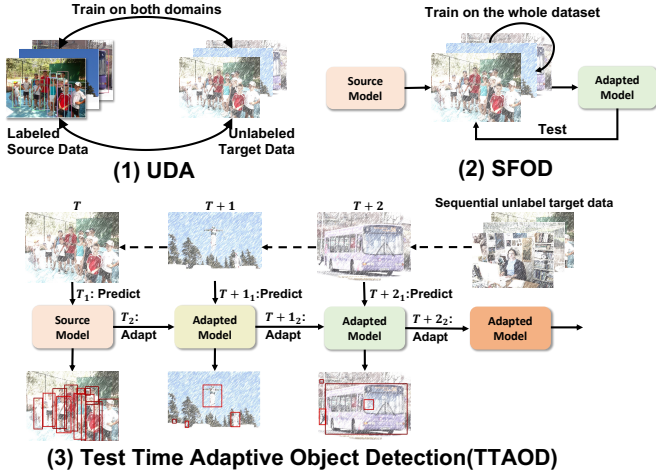 Train on both domains
Labeled
Source Data
Unlabeled
Target Data
(1) UDA
Train on the whole dataset
Source
Model
Adapted
Model
Test
(2) SFOD
T
T + 1
T + 2
Sequential unlabel target data
T₁: Predict
T + 1₁:Predict
T + 2₁:Predict
Source
Model
T₂:
Adapt
Adapted
Model
T + 1₂:
Adapt
Adapted
Model
T + 2₂:
Adapt
Adapted Model
(3) Test Time Adaptive Object Detection(TTAOD)